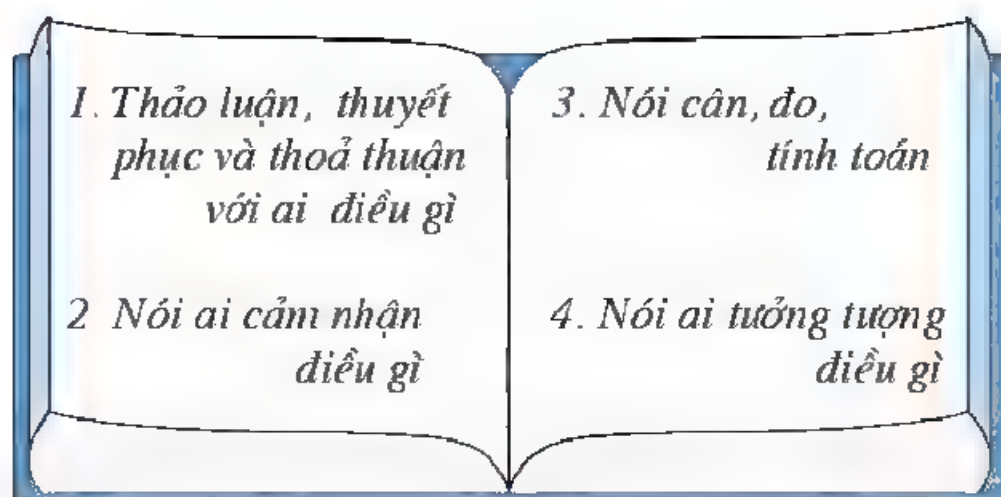 1. Thảo luận, thuyết
phục và thoả thuận
với ai điều gì
2 Nói ai cảm nhận
điều gì
3. Nói cân, đo,
tính toán
4. Nói ai tưởng tượng
điều gì